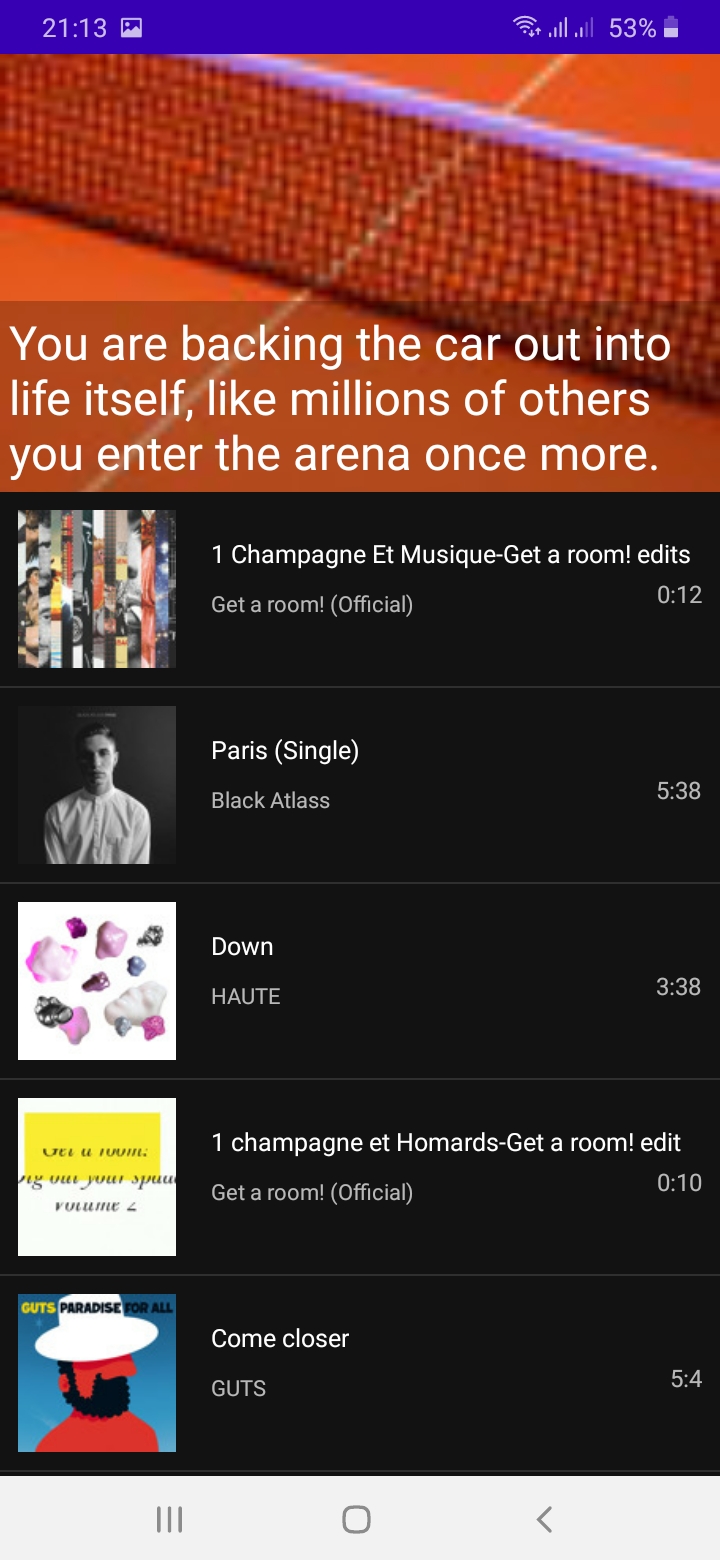 21:13
53%
You are backing the car out into
life itself, like millions of others
you enter the arena once more.
1 Champagne Et Musique-Get a room! edits
0:12
Get a room! (Official)
Paris (Single)
5:38
Black Atlass
Down
3:38
HAUTE
Get a room!
your
volume 2
1 champagne et Homards-Get a room! edit
0:10
Get a room! (Official)
GUTS PARADISE FOR ALL
Come closer
5:4
GUTS